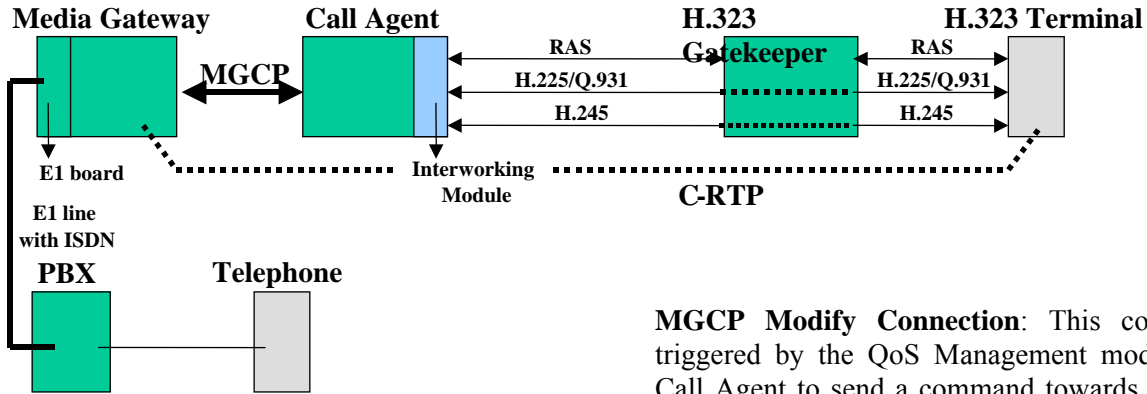 Media Gateway
Call Agent
H.323
Gatekeeper
H.323 Terminal
MGCP
RAS
RAS
H.225/Q.931
H.225/Q.931
H.245
H.245
E1 board
Interworking
Module
C-RTP
E1 line
with ISDN
PBX
Telephone
MGCP Modify Connection: This co
triggered by the QoS Management mod
Call Agent to send a command towards